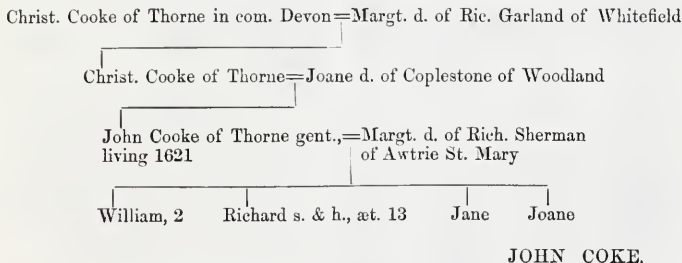 Christ. Cooke of Thorne in com. Devon=Margt. d. of Ric. Garland of Whitefield
Christ. Cooke of Thorne=Joane d. of Coplestone of Woodland
John Cooke of Thorne gent.,=Margt. d. of Rich. Sherman
living 1621 of Awtrie St. Mary
William, 2 Richard s. & h., æt. 13 Jane Joane
JOHN COKE.